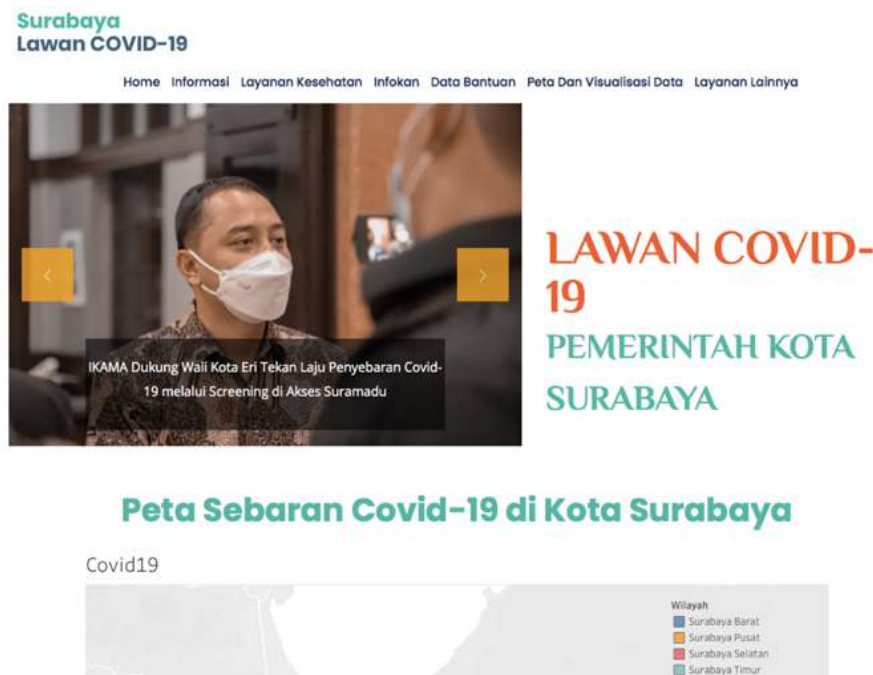 Surabaya
Lawan COVID-19
Home Informasi Layanan Kesehatan Infokan Data Bantuan Peta Dan Visualisasi Data Layanan Lainnya
IKAMA Dukung Wali Kota Eri Tekan Laju Penyebaran Covid-
19 melalui Screening di Akses Suramadu
LAWAN COVID-
19
PEMERINTAH KOTA
SURABAYA
Peta Sebaran Covid-19 di Kota Surabaya
Covid19
Wilayah
Surabaya Barat
Surabaya Pusat
Surabaya Selatan
Surabaya Timur